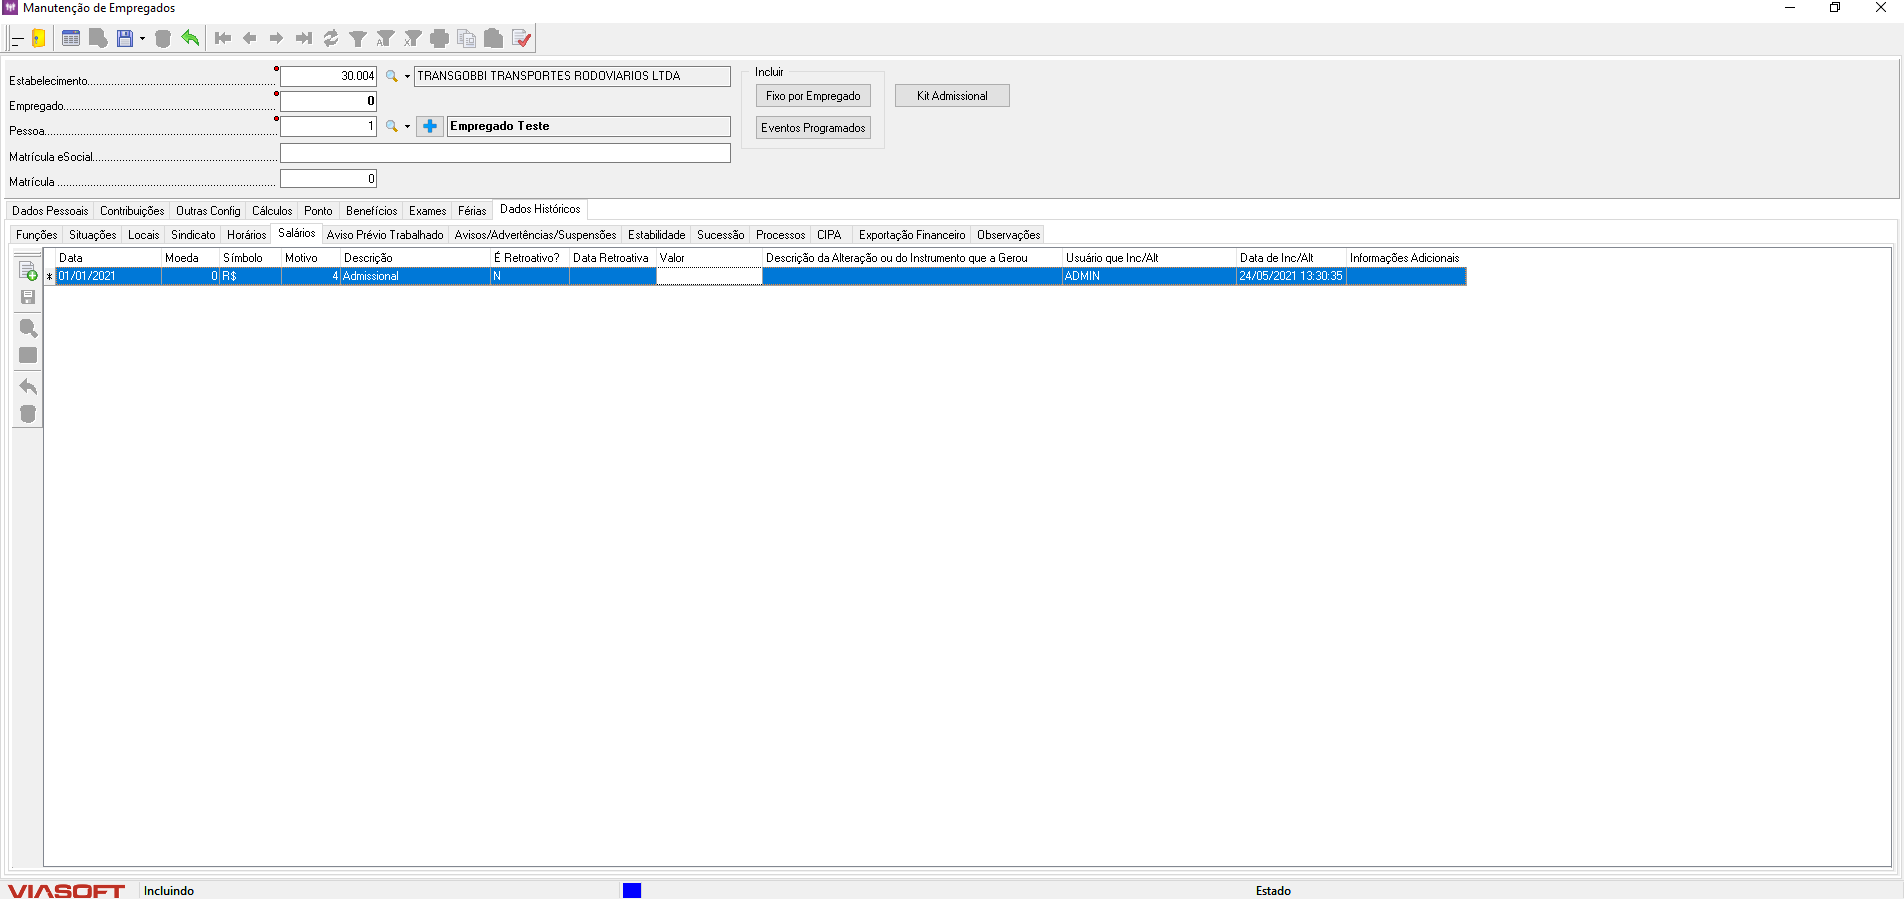 Manutenção de Empregados
Estabelecimento
30.004
TRANSGOBBI TRANSPORTES RODOVIARIOS LTDA
Incluir
Fixo por Empregado
Kit Admissional
Empregado
0
Pessoa
1
Empregado Teste
Eventos Programados
Matrícula eSocial
Matrícula
0
Dados Pessoais Contribuições Outras Config Cálculos Ponto Benefícios Exames Férias Dados Históricos
Funções Situações Locais Sindicato Horários Salários Aviso Prévio Trabalhado Avisos/Advertências/Suspensões Estabilidade Sucessão Processos CIPA Exportação Financeiro Observações
Data Moeda Símbolo Motivo Descrição É Retroativo? Data Retroativa Valor Descrição da Alteração ou do Instrumento que a Gerou Usuário que Inc/Alt Data de Inc/Alt Informações Adicionais
* 01/01/2021 0 R$ 4 Admissional N ADMIN 24/05/2021 13:30:35
VIASOFT Incluindo Estado